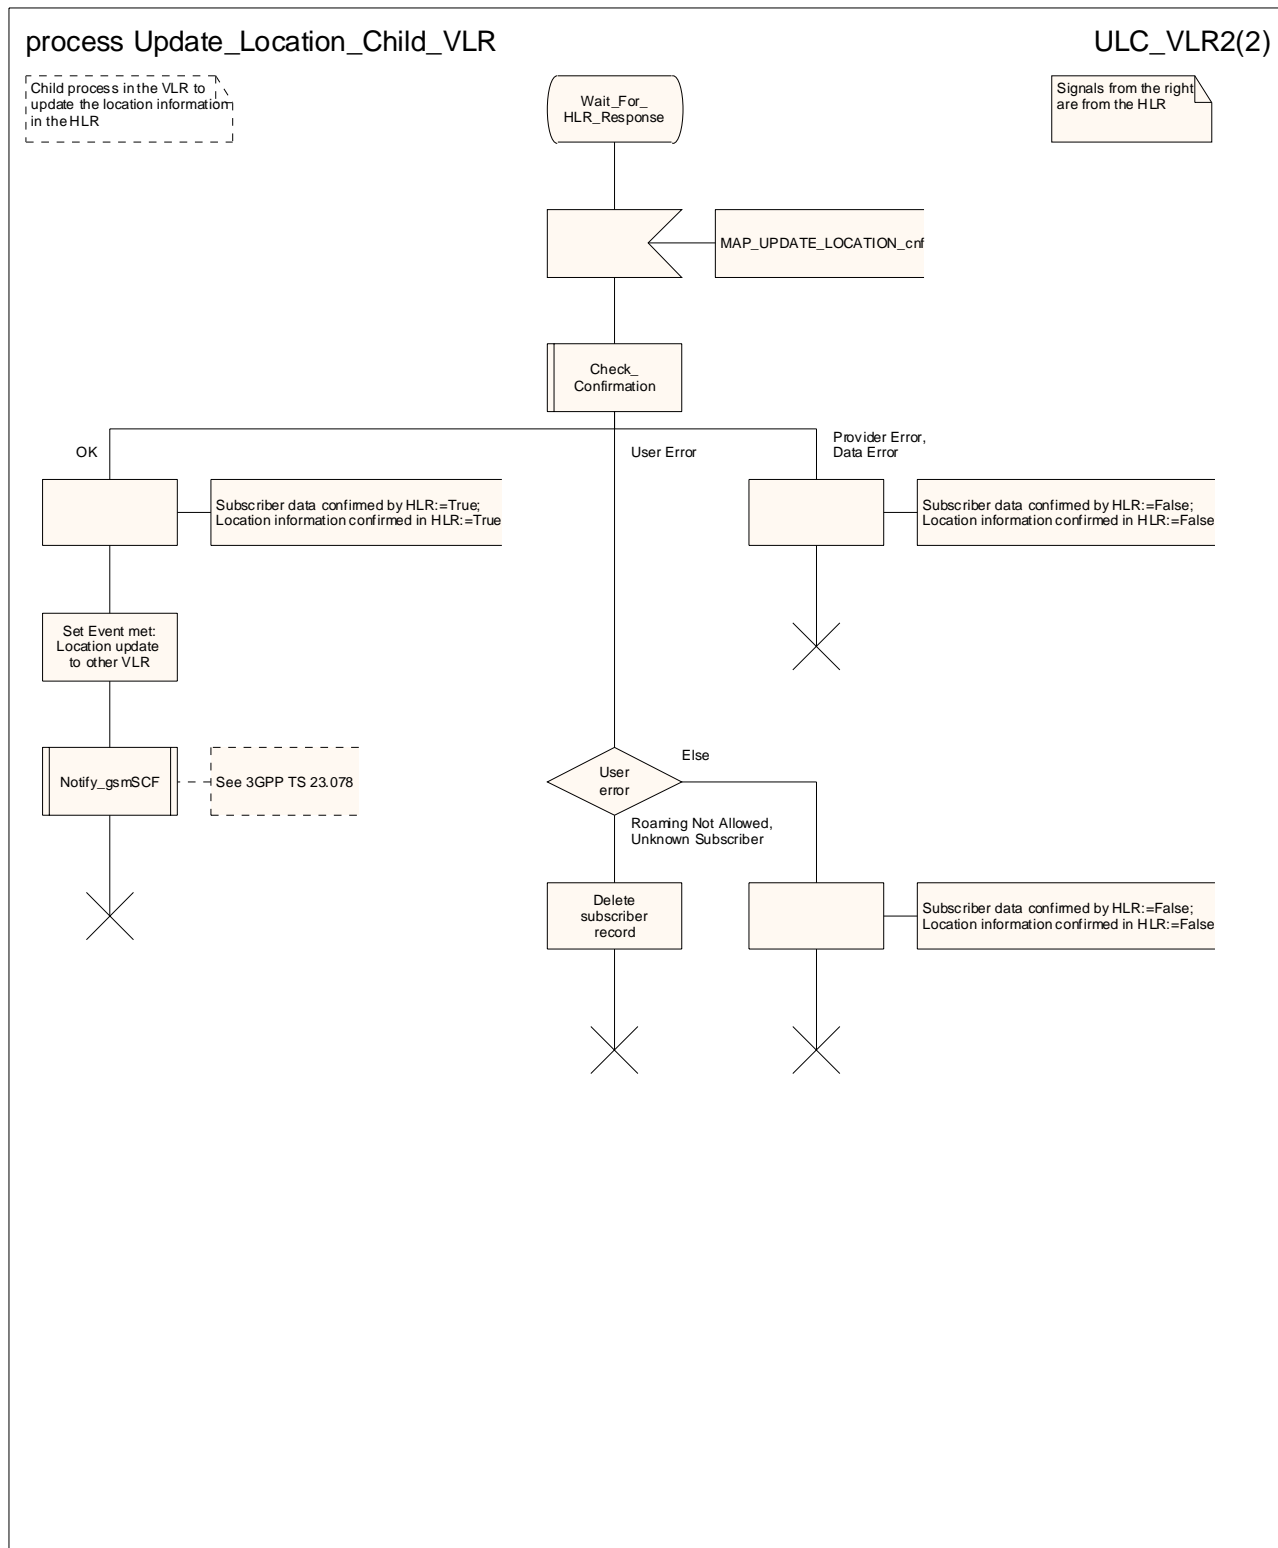 process Update_Location_Child_VLR
ULC_VLR2(2)
Child process in the VLR to
update the location information
in the HLR
Wait_For_
HLR_Response
Signals from the right
are from the HLR
MAP_UPDATE_LOCATION_cnf
Check_
Confirmation
OK
User Error
Provider Error,
Data Error
Subscriber data confirmed by HLR:=True;
Location information confirmed in HLR:=True
Subscriber data confirmed by HLR:=False;
Location information confirmed in HLR:=False
Set Event met:
Location update
to other VLR
Notify_gsmSCF
See 3GPP TS 23.078
User
error
Else
Roaming Not Allowed,
Unknown Subscriber
Delete
subscriber
record
Subscriber data confirmed by HLR:=False;
Location information confirmed in HLR:=False